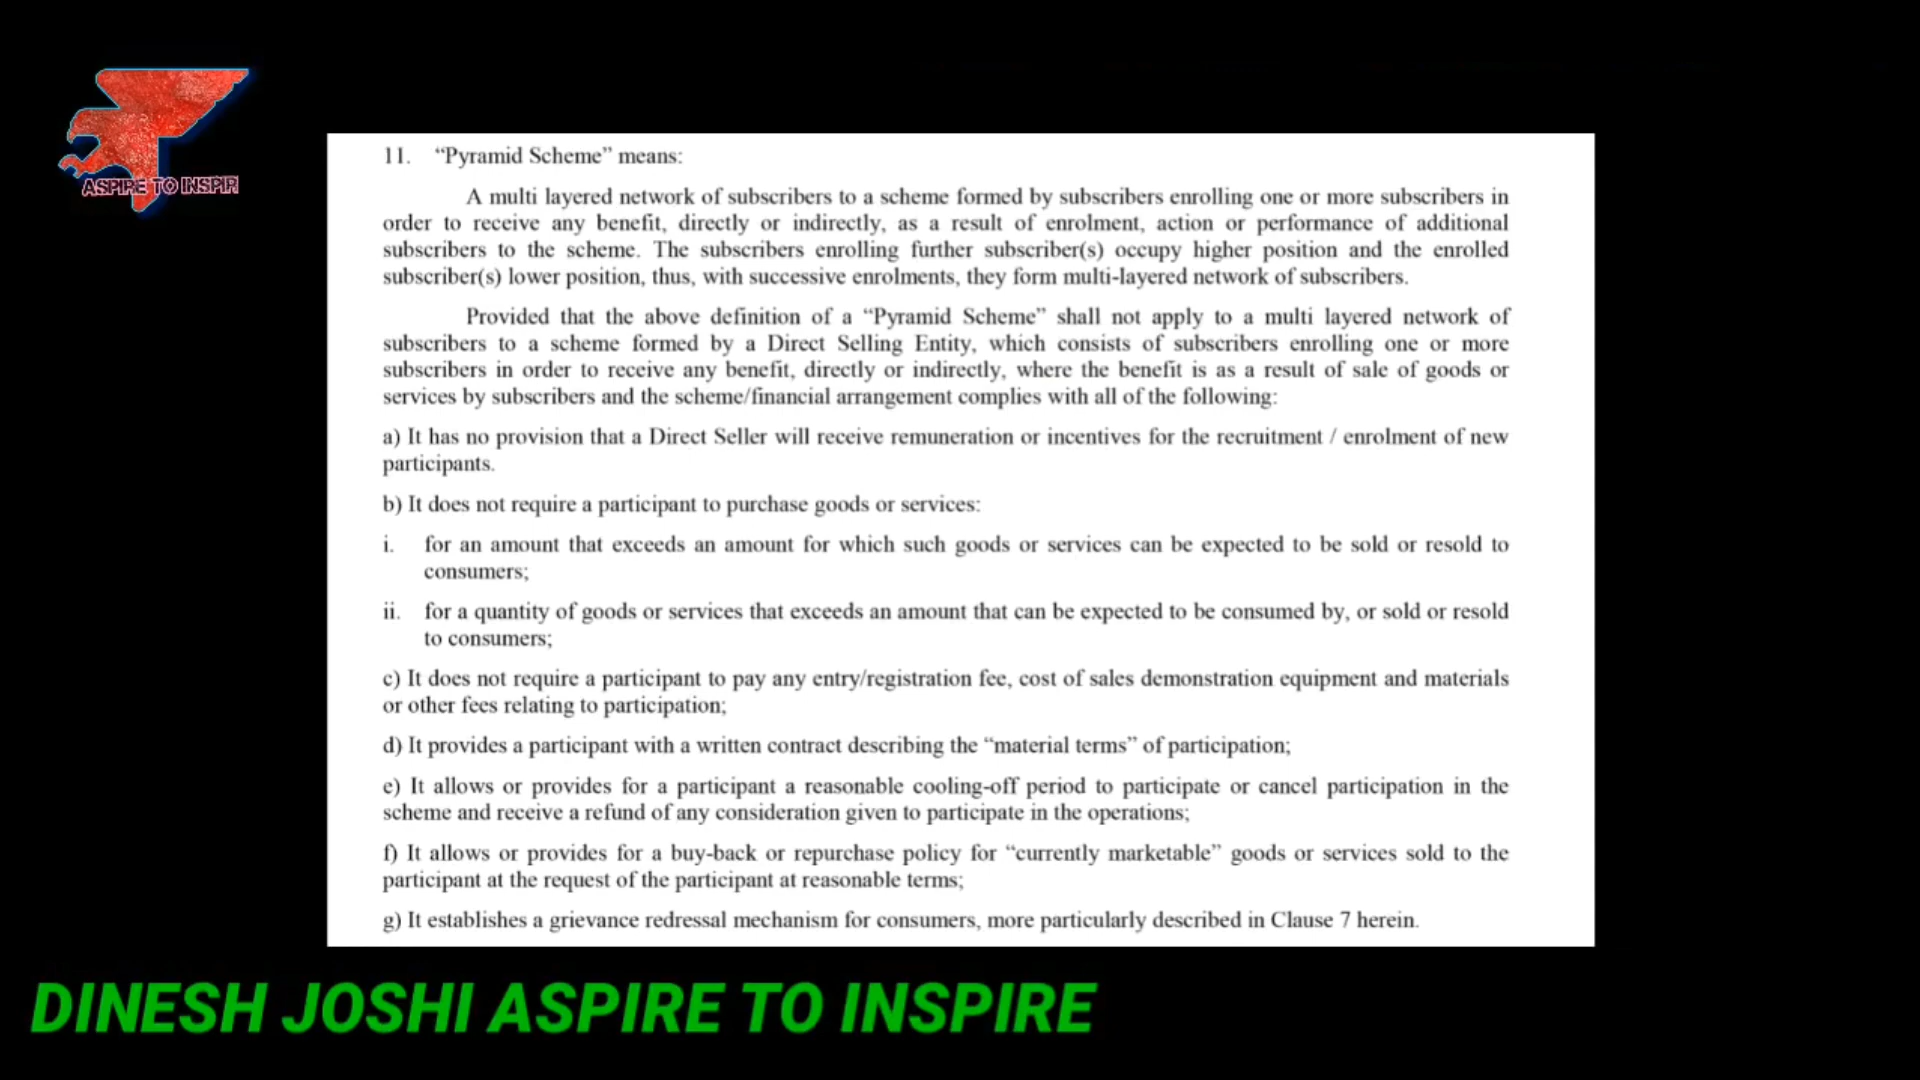 ASPIRE TO INSPIR
11. “Pyramid Scheme” means:
A multi layered network of subscribers to a scheme formed by subscribers enrolling one or more subscribers in
order to receive any benefit, directly or indirectly, as a result of enrolment, action or performance of additional
subscribers to the scheme. The subscribers enrolling further subscriber(s) occupy higher position and the enrolled
subscriber(s) lower position, thus, with successive enrolments, they form multi-layered network of subscribers.
Provided that the above definition of a “Pyramid Scheme” shall not apply to a multi layered network of
subscribers to a scheme formed by a Direct Selling Entity, which consists of subscribers enrolling one or more
subscribers in order to receive any benefit, directly or indirectly, where the benefit is as a result of sale of goods or
services by subscribers and the scheme/financial arrangement complies with all of the following:
a) It has no provision that a Direct Seller will receive remuneration or incentives for the recruitment / enrolment of new
participants.
b) It does not require a participant to purchase goods or services:
i. for an amount that exceeds an amount for which such goods or services can be expected to be sold or resold to
consumers;
ii. for a quantity of goods or services that exceeds an amount that can be expected to be consumed by, or sold or resold
to consumers;
c) It does not require a participant to pay any entry/registration fee, cost of sales demonstration equipment and materials
or other fees relating to participation;
d) It provides a participant with a written contract describing the “material terms” of participation;
e) It allows or provides for a participant a reasonable cooling-off period to participate or cancel participation in the
scheme and receive a refund of any consideration given to participate in the operations;
f) It allows or provides for a buy-back or repurchase policy for “currently marketable” goods or services sold to the
participant at the request of the participant at reasonable terms;
g) It establishes a grievance redressal mechanism for consumers, more particularly described in Clause 7 herein.
DINESH JOSHI ASPIRE TO INSPIRE